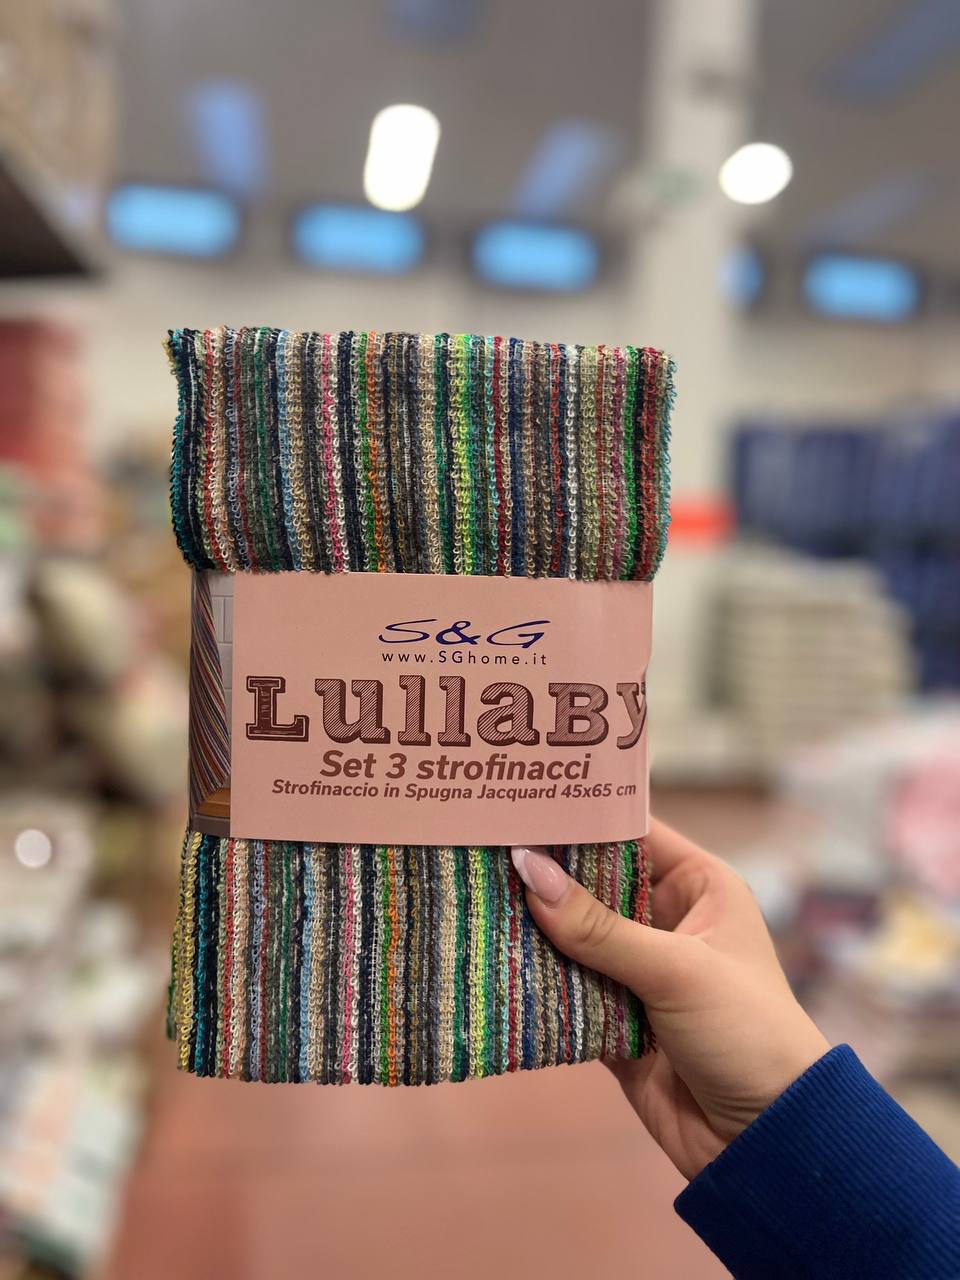 S&G
www.SGhome.it
Lullaby
Set 3 strofinacci
Strofinaccio in Spugna Jacquard 45x65 cm